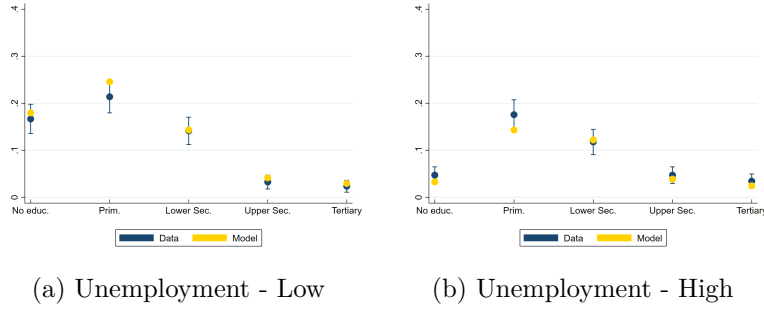 .4
.3
.2
.1
0
No educ. Prim. Lower Sec. Upper Sec. Tertiary
Data Model
(a) Unemployment - Low
.4
.3
.2
.1
0
No educ. Prim. Lower Sec. Upper Sec. Tertiary
Data Model
(b) Unemployment - High